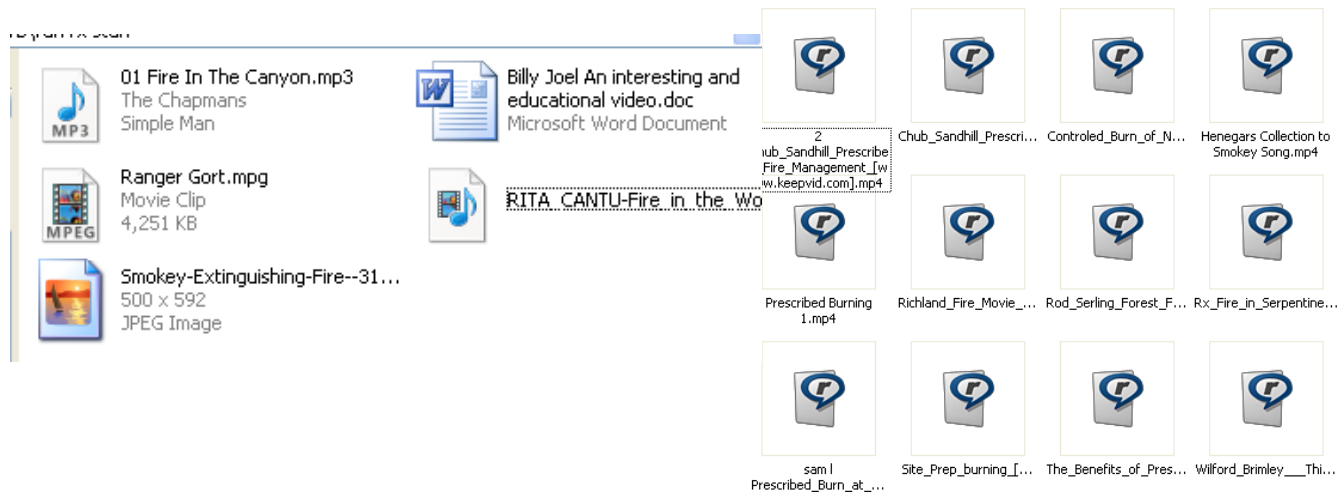 01 Fire In The Canyon.mp3
The Chapmans
Simple Man
MP3
Billy Joel An interesting and
educational video.doc
Microsoft Word Document
Ranger Gort.mpg
Movie Clip
4,251 KB
MPEG
RITA_CANTU-Fire_in_the_Wo
Smokey-Extinguishing-Fire--31...
500 x 592
JPEG Image
2
hub_Sandhill_Prescribe
Fire_Management_[w
w.keepvid.com].mp4
Chub_Sandhill_Prescri...
Controled_Burn_of_N...
Henegars Collection to
Smokey Song.mp4
Prescribed Burning
1.mp4
Richland_Fire_Movie_...
Rod_Serling_Forest_F...
Rx_Fire_in_Serpentine...
sam l
Prescribed_Burn_at_...
Site_Prep_burning_[...
The_Benefits_of_Pres...
Wilford_Brimley___Thi...